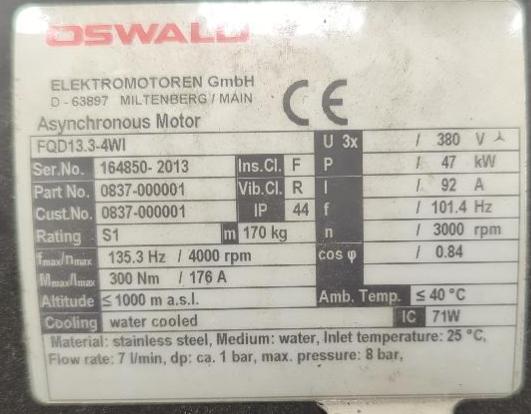 OSWALD
ELEKTROMOTOREN GmbH
D - 63897 MILTENBERG / MAIN
CE
Asynchronous Motor
FQD13.3-4WI U 3x / 380 V ⅄
Ser.No. 164850- 2013 Ins.Cl. F P / 47 kW
Part No. 0837-000001 Vib.Cl. R I / 92 A
Cust.No. 0837-000001 IP 44 f / 101.4 Hz
Rating S1 m 170 kg n / 3000 rpm
fmax/nmax 135.3 Hz / 4000 rpm cos φ / 0.84
Mmax/Imax 300 Nm / 176 A
Altitude ≤ 1000 m a.s.l. Amb. Temp. ≤ 40 °C
Cooling water cooled IC 71W
Material: stainless steel, Medium: water, Inlet temperature: 25 °C,
Flow rate: 7 l/min, dp: ca. 1 bar, max. pressure: 8 bar,